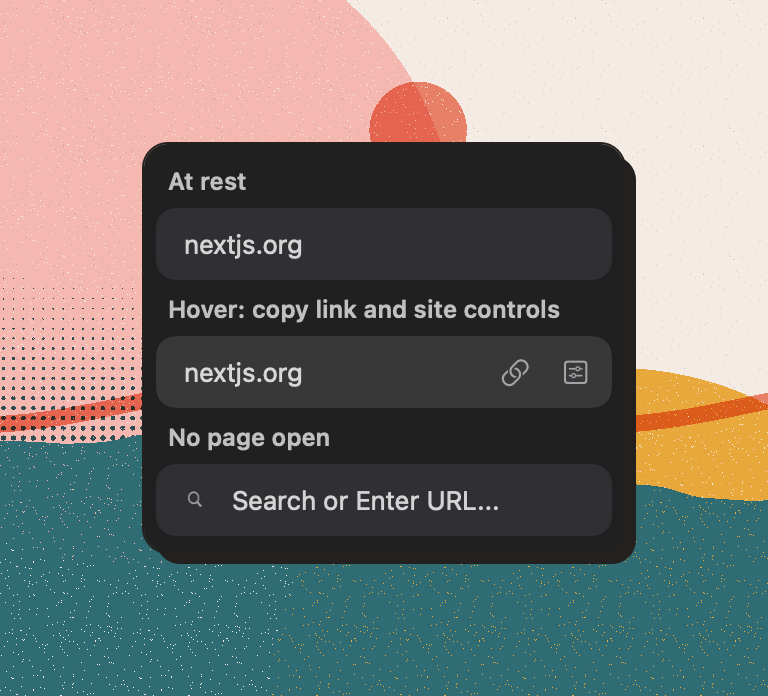 At rest
nextjs.org
Hover: copy link and site controls
nextjs.org
No page open
Search or Enter URL...